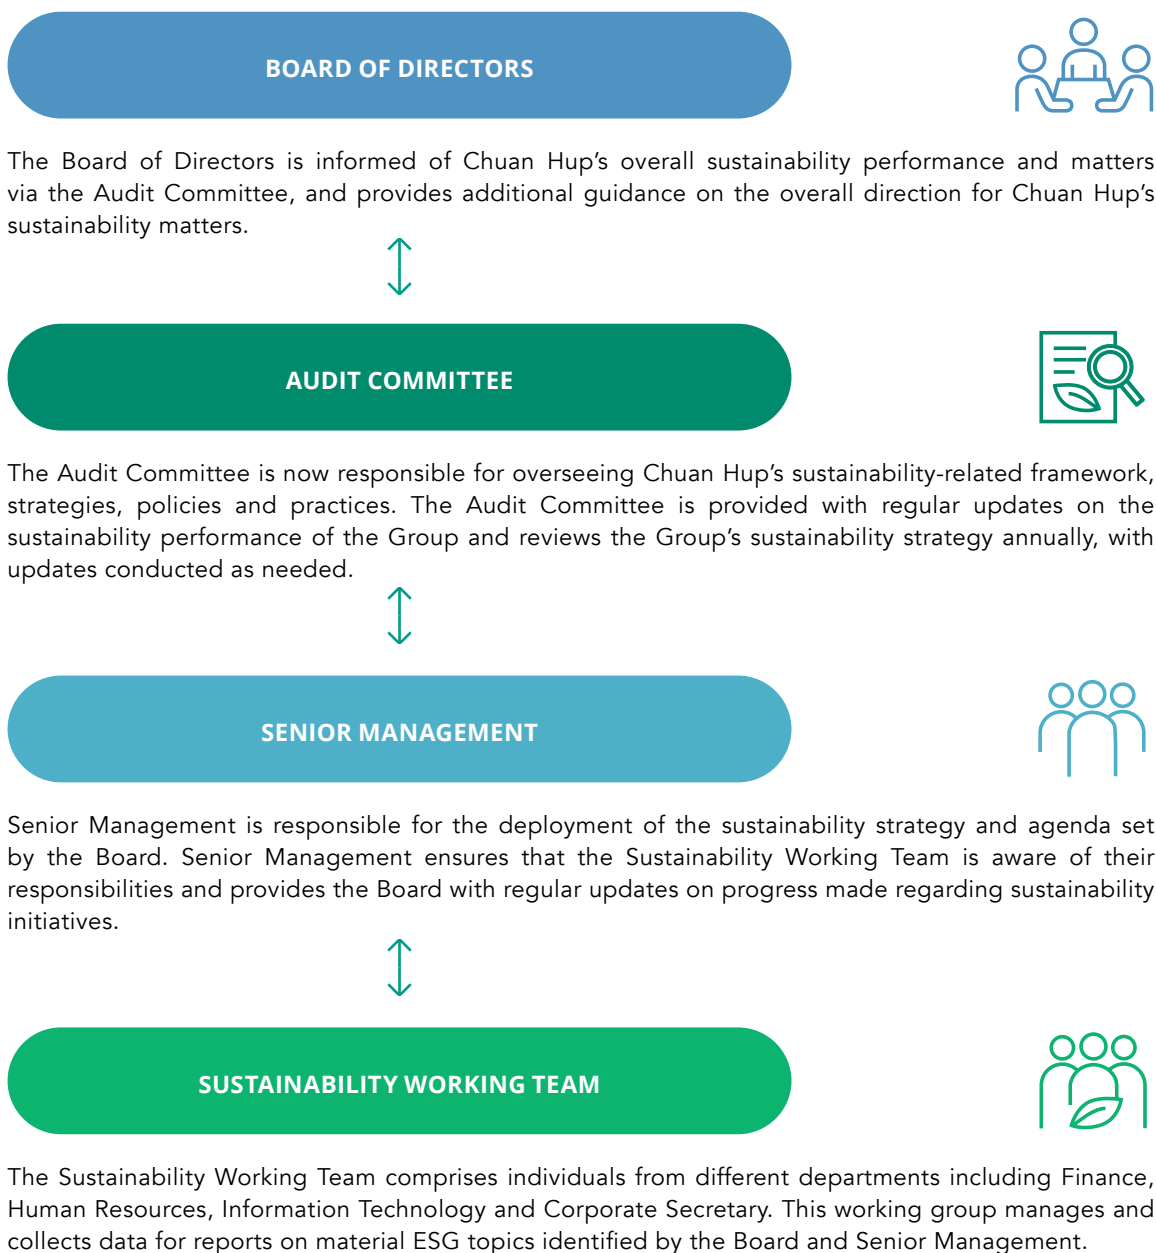 BOARD OF DIRECTORS
The Board of Directors is informed of Chuan Hup’s overall sustainability performance and matters
via the Audit Committee, and provides additional guidance on the overall direction for Chuan Hup’s
sustainability matters.
AUDIT COMMITTEE
The Audit Committee is now responsible for overseeing Chuan Hup’s sustainability-related framework,
strategies, policies and practices. The Audit Committee is provided with regular updates on the
sustainability performance of the Group and reviews the Group’s sustainability strategy annually, with
updates conducted as needed.
SENIOR MANAGEMENT
Senior Management is responsible for the deployment of the sustainability strategy and agenda set
by the Board. Senior Management ensures that the Sustainability Working Team is aware of their
responsibilities and provides the Board with regular updates on progress made regarding sustainability
initiatives.
SUSTAINABILITY WORKING TEAM
The Sustainability Working Team comprises individuals from different departments including Finance,
Human Resources, Information Technology and Corporate Secretary. This working group manages and
collects data for reports on material ESG topics identified by the Board and Senior Management.